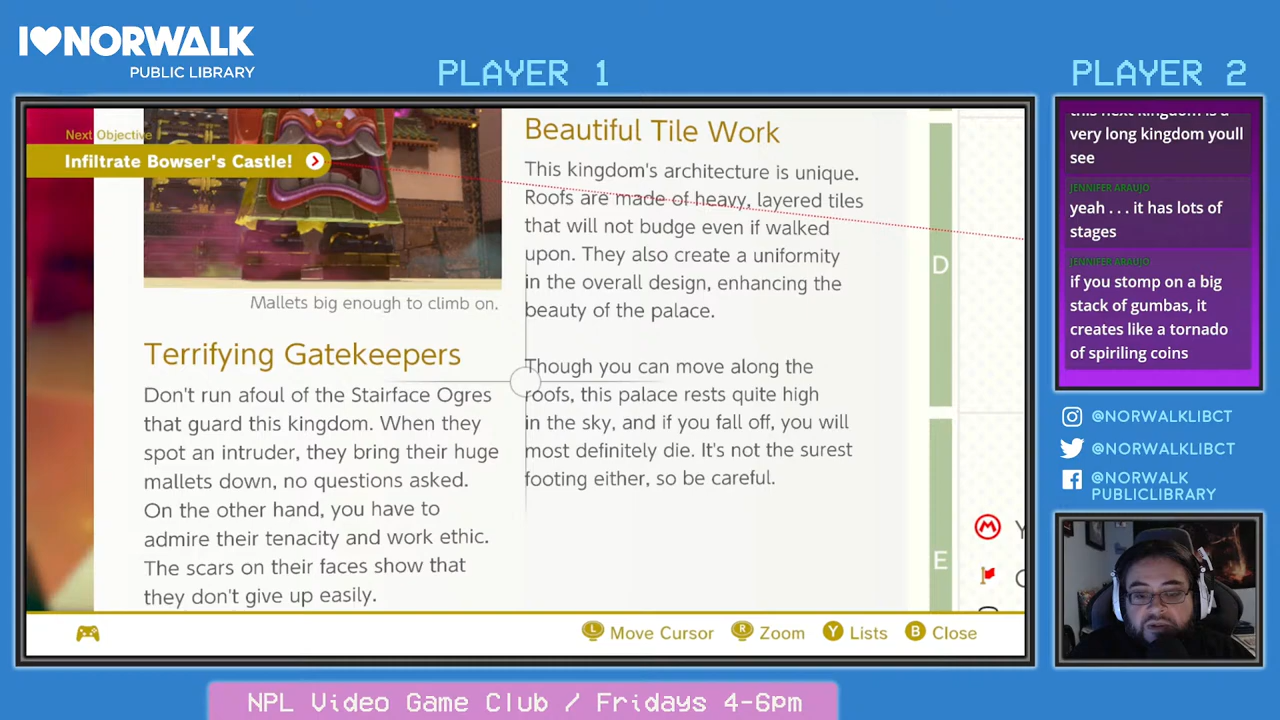 I NORWALK
PUBLIC LIBRARY
PLAYER 1
PLAYER 2
Next Objective
Infiltrate Bowser's Castle!
Mallets big enough to climb on.
Terrifying Gatekeepers
Don't run afoul of the Stairface Ogres
that guard this kingdom. When they
spot an intruder, they bring their huge
mallets down, no questions asked.
On the other hand, you have to
admire their tenacity and work ethic.
The scars on their faces show that
they don't give up easily.
Beautiful Tile Work
This kingdom's architecture is unique.
Roofs are made of heavy, layered tiles
that will not budge even if walked
upon. They also create a uniformity
in the overall design, enhancing the
beauty of the palace.
Though you can move along the
roofs, this palace rests quite high
in the sky, and if you fall off, you will
most definitely die. It's not the surest
footing either, so be careful.
D
E
L Move Cursor R Zoom Y Lists B Close
this next kingdom is a
very long kingdom youll
see
JENNIFER ARAUJO
yeah . . . it has lots of
stages
JENNIFER ARAUJO
if you stomp on a big
stack of gumbas, it
creates like a tornado
of spiriling coins
@NORWALKLIBCT
@NORWALKLIBCT
@NORWALK
PUBLICLIBRARY
NPL Video Game Club / Fridays 4-6pm